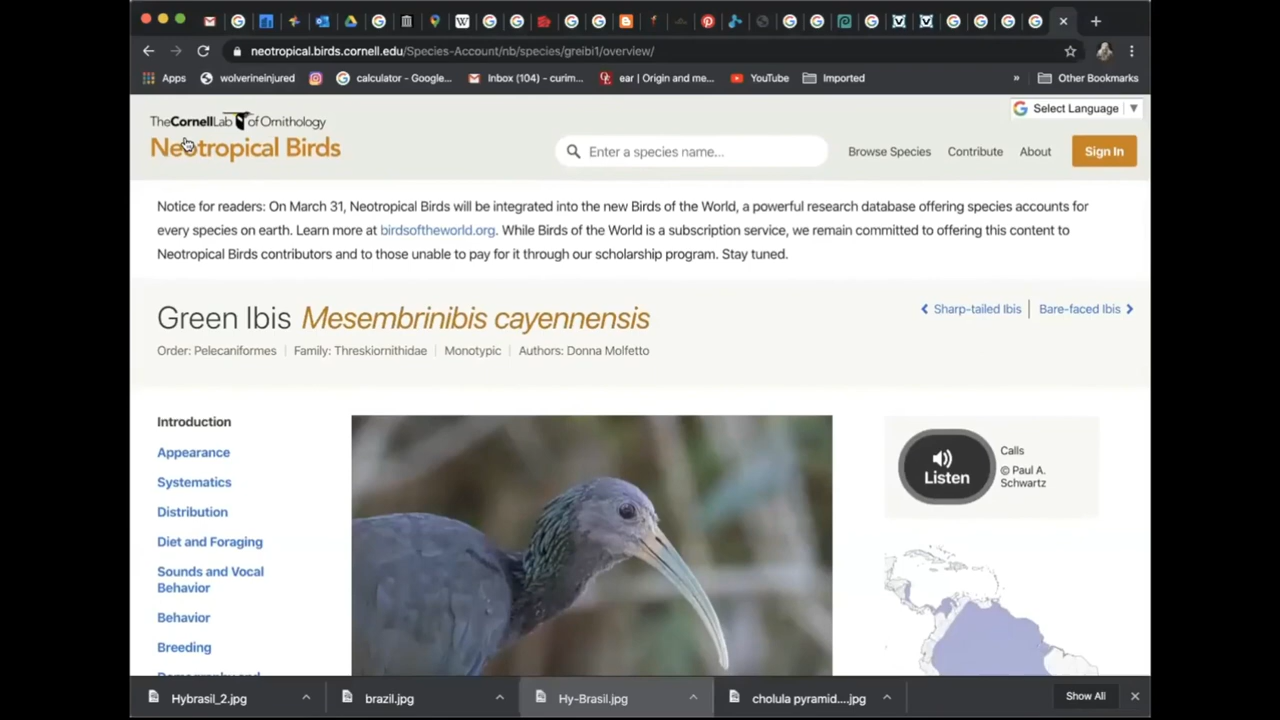 neotropical.birds.cornell.edu/Species-Account/nb/species/greibi1/overview/
Apps wolverineinjured calculator - Google... Inbox (104) - curim... ear | Origin and me... YouTube Imported » Other Bookmarks
Select Language
TheCornellLab of Ornithology
Neotropical Birds
Enter a species name...
Browse Species Contribute About Sign In
Notice for readers: On March 31, Neotropical Birds will be integrated into the new Birds of the World, a powerful research database offering species accounts for
every species on earth. Learn more at birdsoftheworld.org. While Birds of the World is a subscription service, we remain committed to offering this content to
Neotropical Birds contributors and to those unable to pay for it through our scholarship program. Stay tuned.
Green Ibis Mesembrinibis cayennensis
Sharp-tailed Ibis | Bare-faced Ibis
Order: Pelecaniformes | Family: Threskiornithidae | Monotypic | Authors: Donna Molfetto
Introduction
Appearance
Systematics
Distribution
Diet and Foraging
Sounds and Vocal
Behavior
Behavior
Breeding
Listen
Calls
© Paul A.
Schwartz
Hybrasil_2.jpg brazil.jpg Hy-Brasil.jpg cholula pyramid....jpg Show All